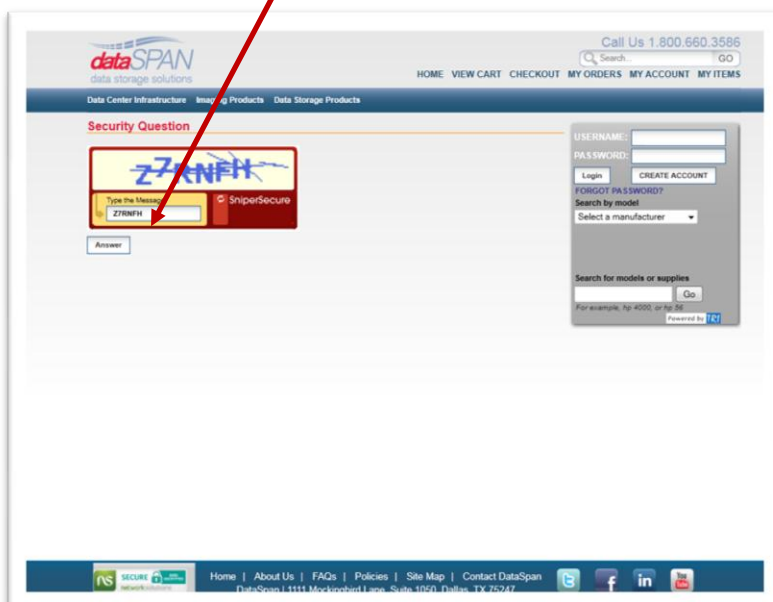 Call Us 1.800.660.3586
dataSPAN
data storage solutions
Search...
GO
HOME VIEW CART CHECKOUT MY ORDERS MY ACCOUNT MY ITEMS
Data Center Infrastructure Imaging Products Data Storage Products
Security Question
Z7RNFH
Type the Message
Z7RNFH
SniperSecure
Answer
USERNAME:
PASSWORD:
Login CREATE ACCOUNT
FORGOT PASSWORD?
Search by model
Select a manufacturer
Search for models or supplies
Go
For example, hp 4000, or hp 56
Powered by
SECURE
Home | About Us | FAQs | Policies | Site Map | Contact DataSpan
DataSpan | 1111 Mockingbird Lane, Suite 1050, Dallas, TX 75247
You